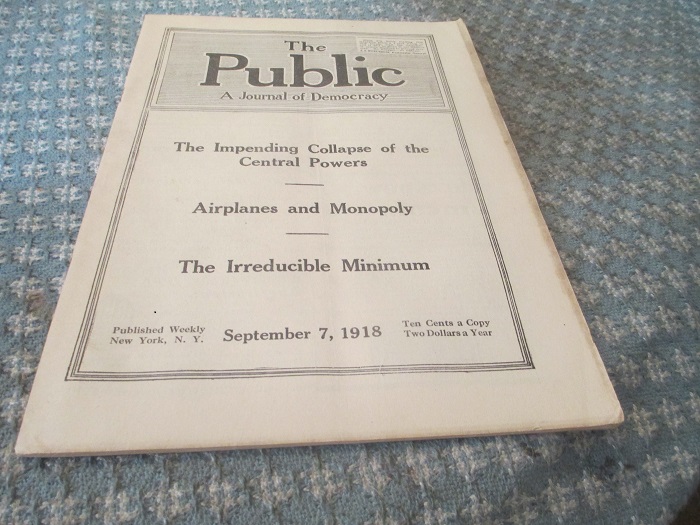 The
Public
A Journal of Democracy
The Impending Collapse of the
Central Powers
Airplanes and Monopoly
The Irreducible Minimum
Published Weekly
New York, N. Y.
September 7, 1918
Ten Cents a Copy
Two Dollars a Year